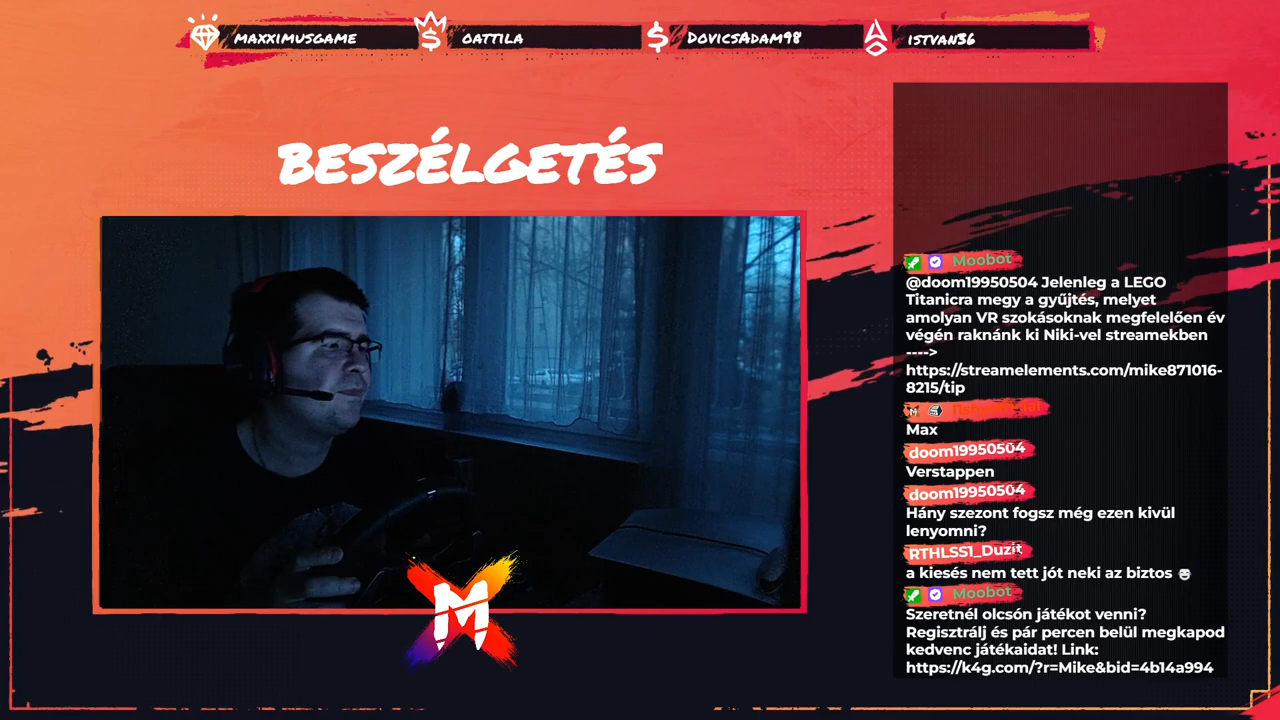 MAXXIMUSGAME
OATTILA
DOVICSADAM98
ISTVAN36
BESZÉLGETÉS
Moobot
@doom19950504 Jelenleg a LEGO
Titanicra megy a gyűjtés, melyet
amolyan VR szokásoknak megfelelően év
végén raknánk ki Niki-vel streamekben
---->
https://streamelements.com/mike871016-
8215/tip
Max
doom19950504
Verstappen
doom19950504
Hány szezont fogsz még ezen kivül
lenyomni?
RTHLSS1_Duzit
a kiesés nem tett jót neki az biztos
Moobot
Szeretnél olcsón játékot venni?
Regisztrálj és pár percen belül megkapod
kedvenc játékaidat! Link:
https://k4g.com/?r=Mike&bid=4b14a994
M